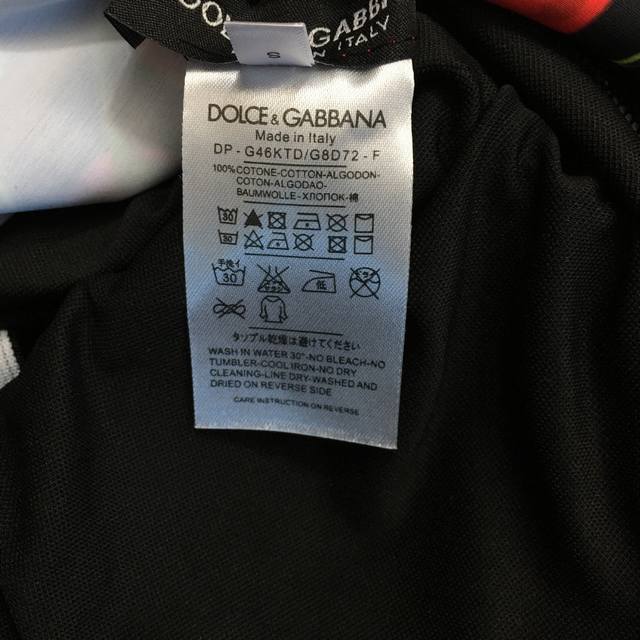 & GABB
ITALY
S
DOLCE & GABBANA
Made in Italy
DP - G46KTD/G8D72 - F
100%COTONE-COTTON-ALGODON-
COTTON-ALGODAO-
BAUMWOLLE-ХЛОПОК-棉
30
30
手洗イ
30
低
タンブル乾燥は避けてください
WASH IN WATER 30°-NO BLEACH-NO
TUMBLER-COOL IRON-NO DRY
CLEANING-LINE DRY-WASHED AND
DRIED ON REVERSE SIDE
CARE INSTRUCTION ON REVERSE